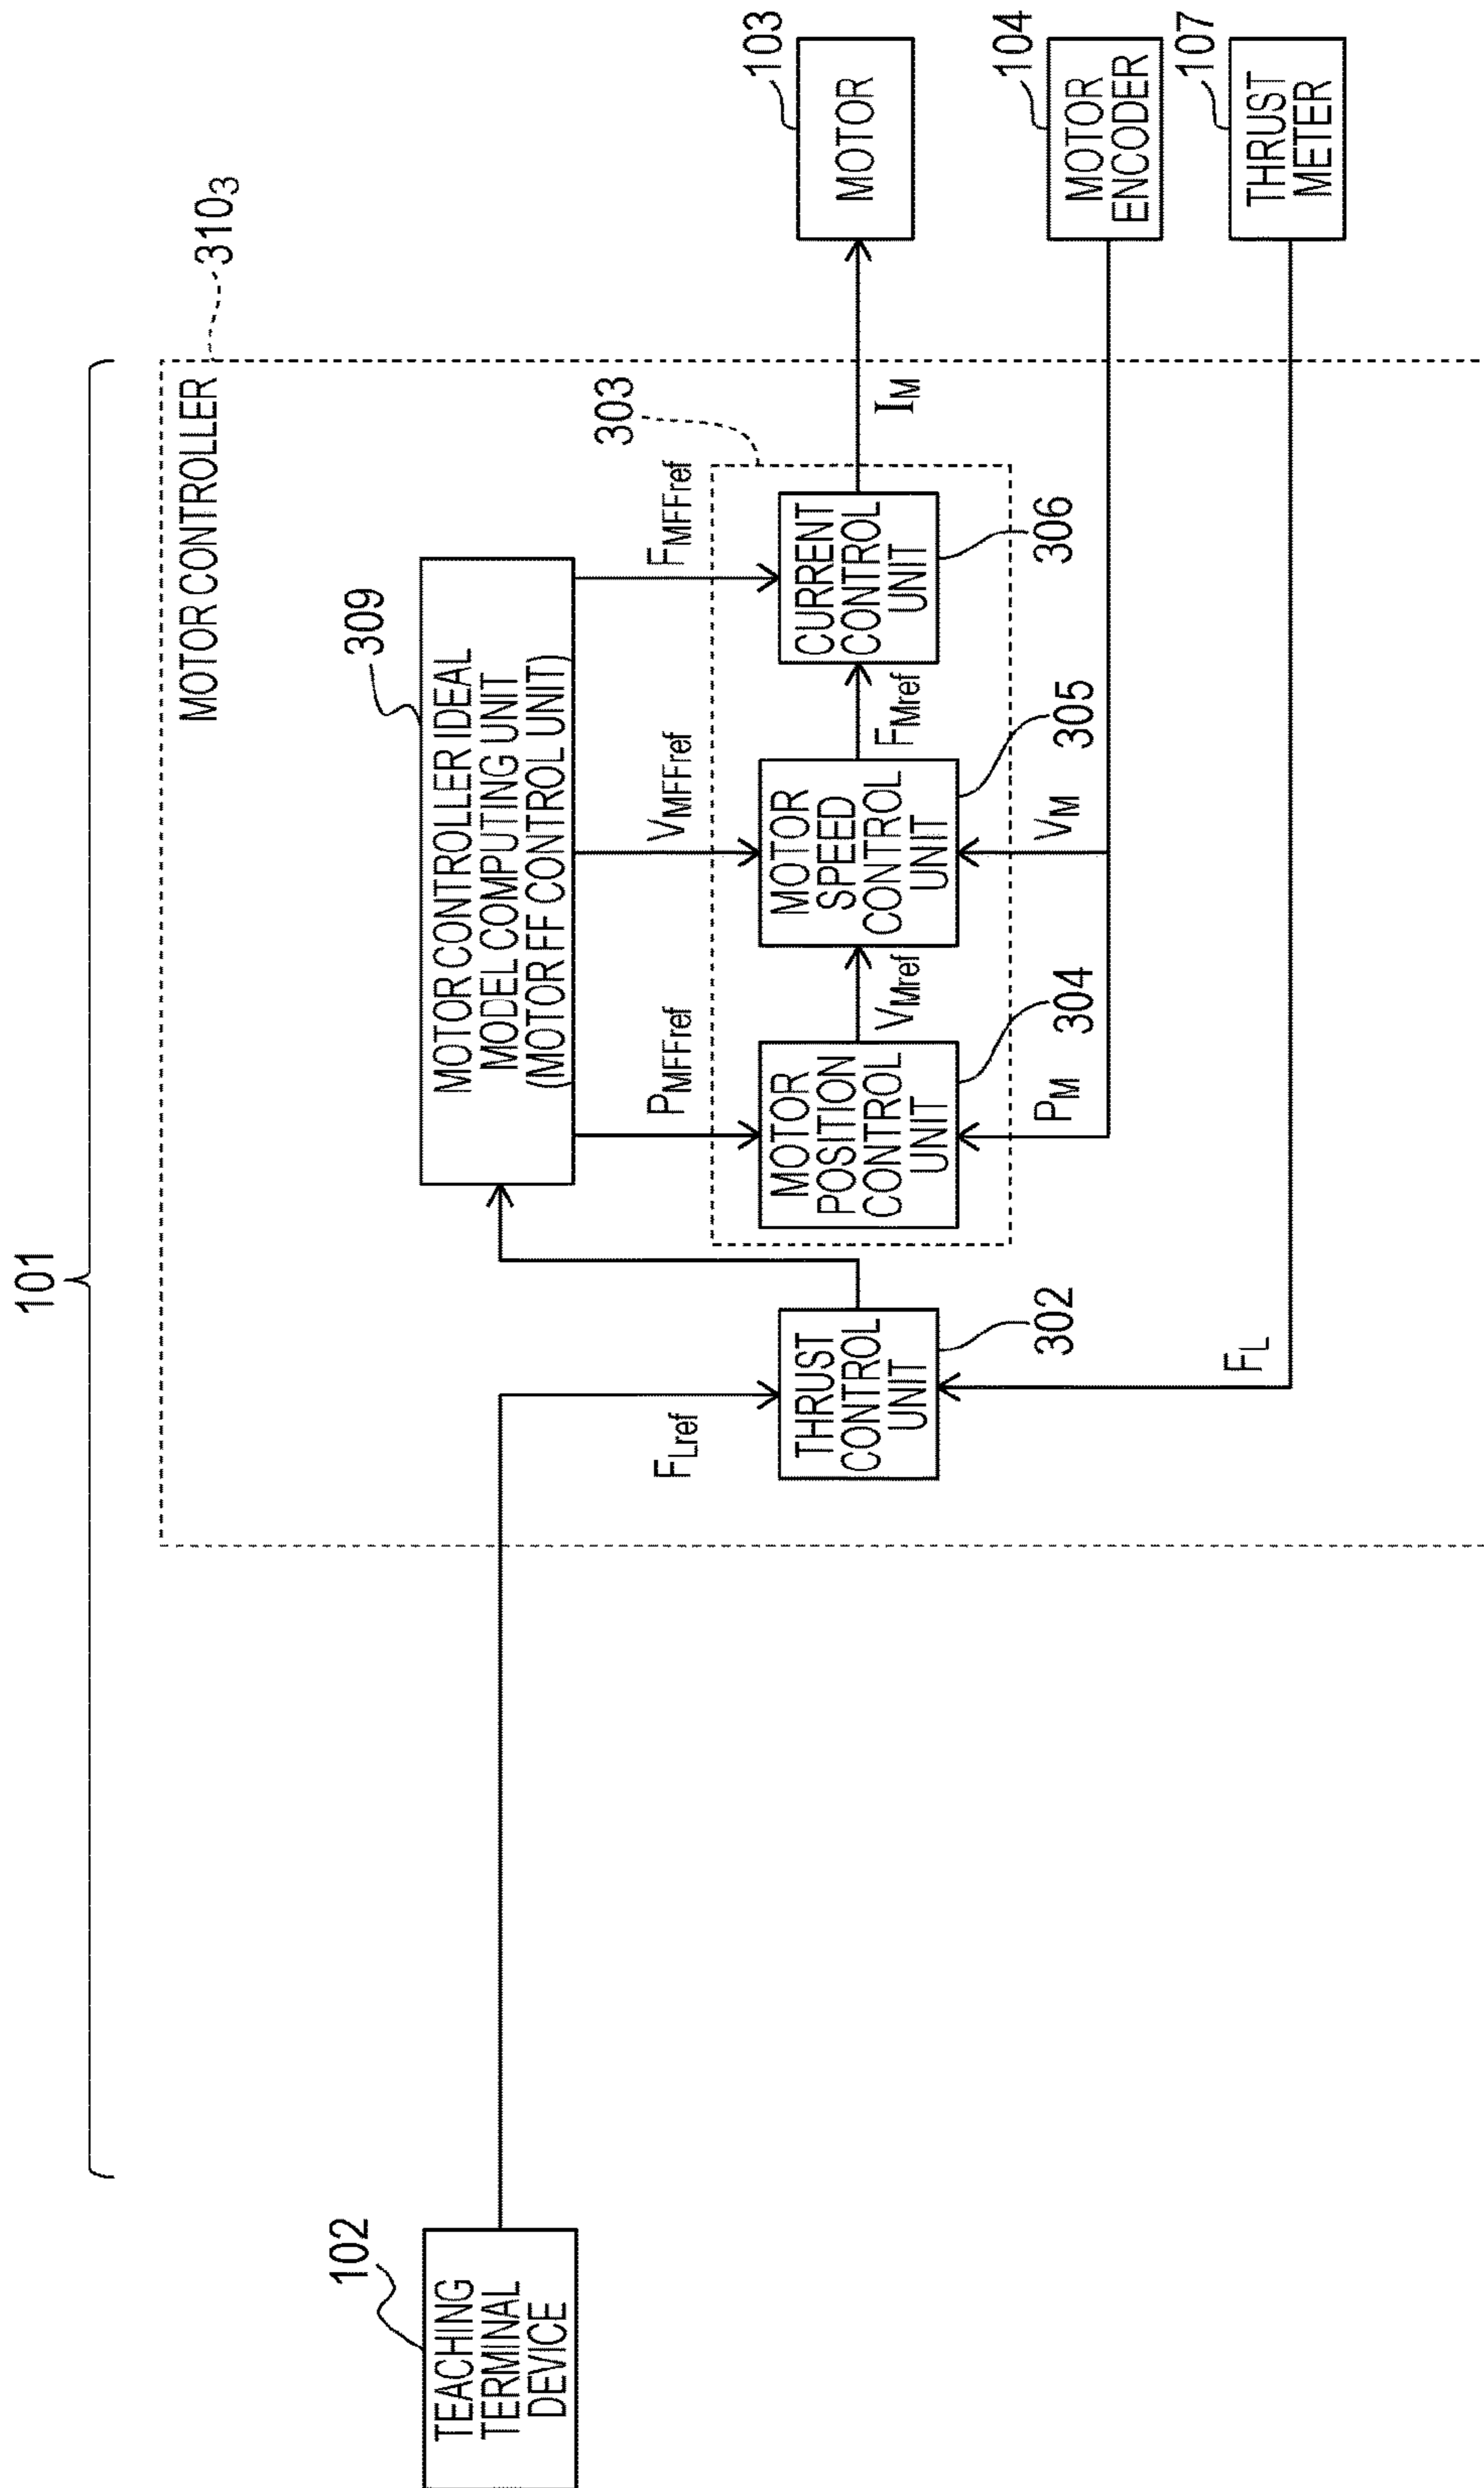 101
102
TEACHING
TERMINAL
DEVICE
MOTOR CONTROLLER
310₃
309
MOTOR CONTROLLER IDEAL
MODEL COMPUTING UNIT
(MOTOR FF CONTROL UNIT)
F_Lref
P_MFFref
V_MFFref
F_MFFref
303
THRUST
CONTROL
UNIT
302
MOTOR
POSITION
CONTROL
UNIT
304
V_Mref
MOTOR
SPEED
CONTROL
UNIT
305
F_Mref
CURRENT
CONTROL
UNIT
306
I_M
P_M
V_M
F_L
103
MOTOR
104
MOTOR
ENCODER
107
THRUST
METER